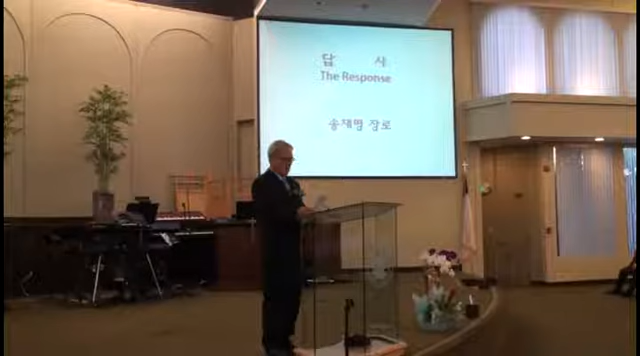 답 사
The Response
송재명 장로